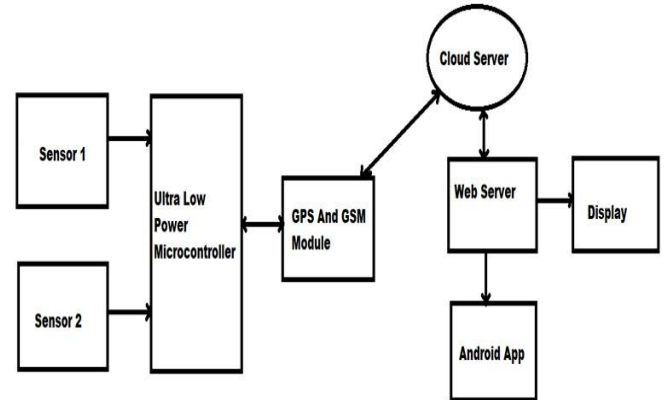 Cloud Server
Sensor 1
Ultra Low
Power
Microcontroller
GPS And GSM
Module
Web Server
Display
Sensor 2
Android App